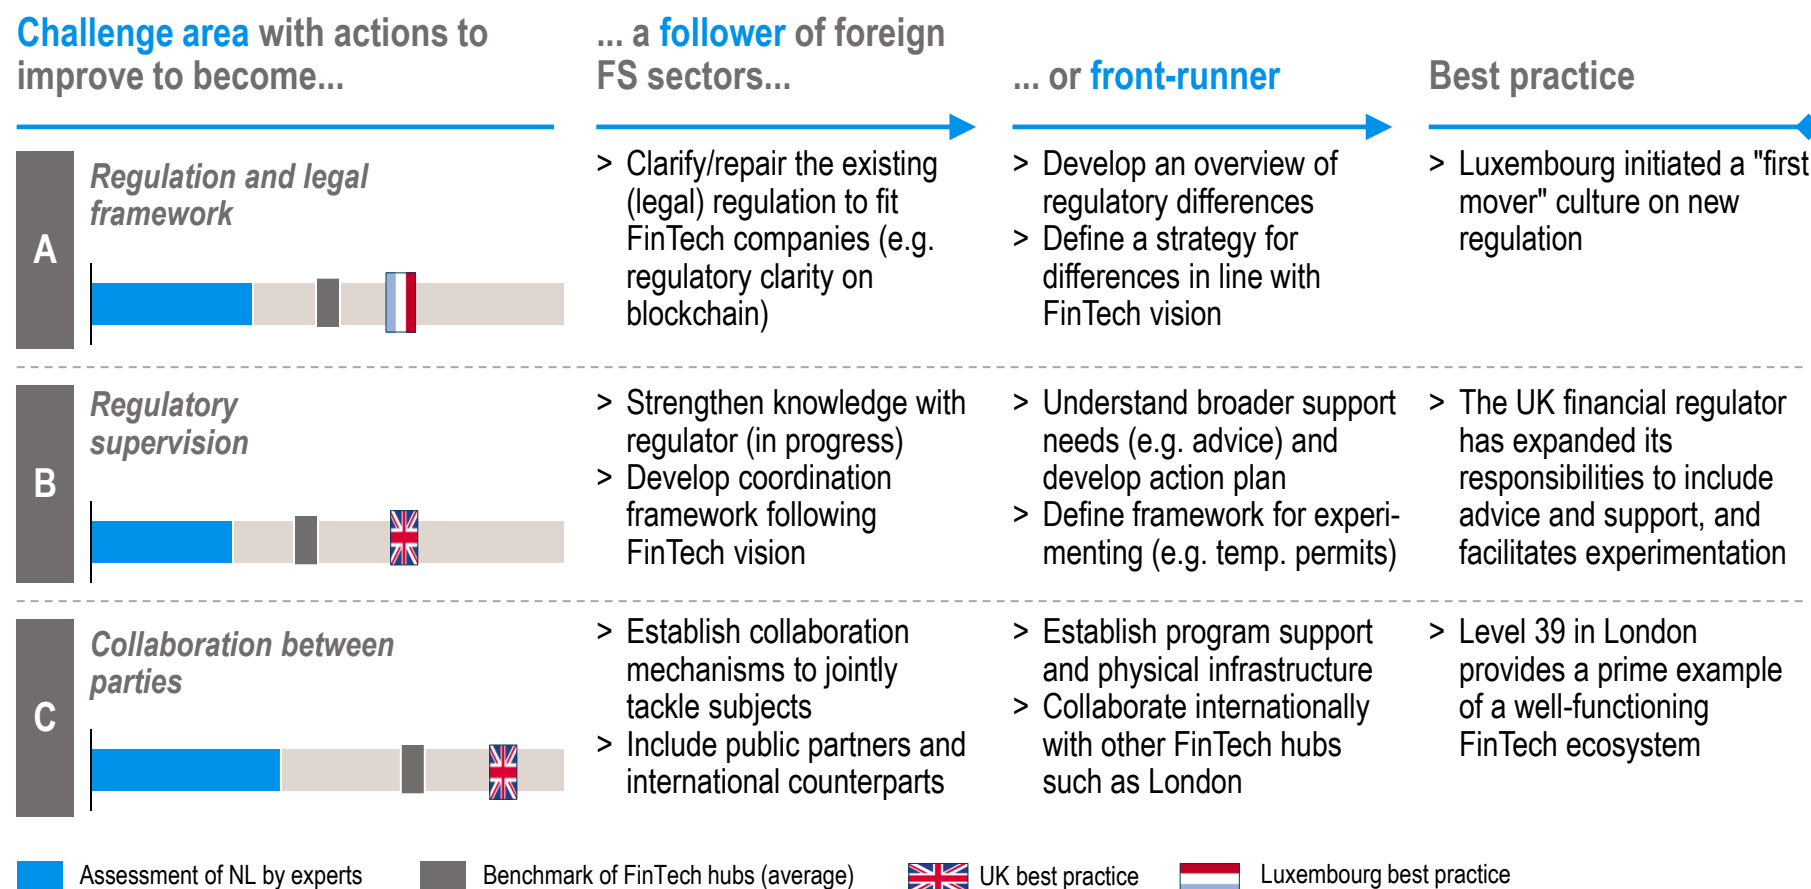 Challenge area with actions to
improve to become...
... a follower of foreign
FS sectors...
... or front-runner
Best practice
A
Regulation and legal
framework
> Clarify/repair the existing
(legal) regulation to fit
FinTech companies (e.g.
regulatory clarity on
blockchain)
> Develop an overview of
regulatory differences
> Define a strategy for
differences in line with
FinTech vision
> Luxembourg initiated a "first
mover" culture on new
regulation
B
Regulatory
supervision
> Strengthen knowledge with
regulator (in progress)
> Develop coordination
framework following
FinTech vision
> Understand broader support
needs (e.g. advice) and
develop action plan
> Define framework for experi-
menting (e.g. temp. permits)
> The UK financial regulator
has expanded its
responsibilities to include
advice and support, and
facilitates experimentation
C
Collaboration between
parties
> Establish collaboration
mechanisms to jointly
tackle subjects
> Include public partners and
international counterparts
> Establish program support
and physical infrastructure
> Collaborate internationally
with other FinTech hubs
such as London
> Level 39 in London
provides a prime example
of a well-functioning
FinTech ecosystem
Assessment of NL by experts
Benchmark of FinTech hubs (average)
UK best practice
Luxembourg best practice